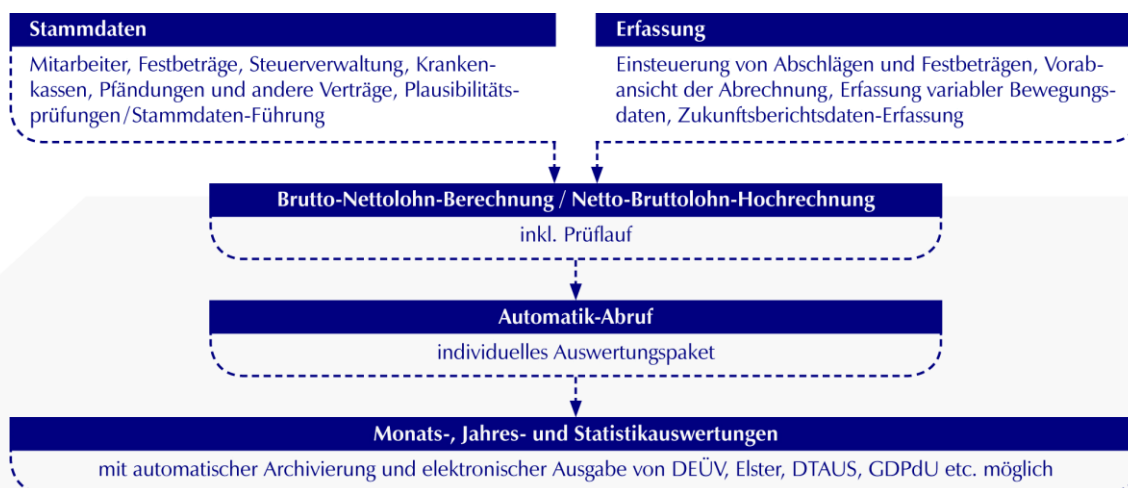 Stammdaten
Mitarbeiter, Festbeträge, Steuerverwaltung, Kranken-
kassen, Pfändungen und andere Verträge, Plausibilitäts-
prüfungen/Stammdaten-Führung
Erfassung
Einsteuerung von Abschlägen und Festbeträgen, Vorab-
ansicht der Abrechnung, Erfassung variabler Bewegungs-
daten, Zukunftsberichtsdaten-Erfassung
Brutto-Nettolohn-Berechnung / Netto-Bruttolohn-Hochrechnung
inkl. Prüflauf
Automatik-Abruf
individuelles Auswertungspaket
Monats-, Jahres- und Statistikauswertungen
mit automatischer Archivierung und elektronischer Ausgabe von DEÜV, Elster, DTAUS, GDPdU etc. möglich